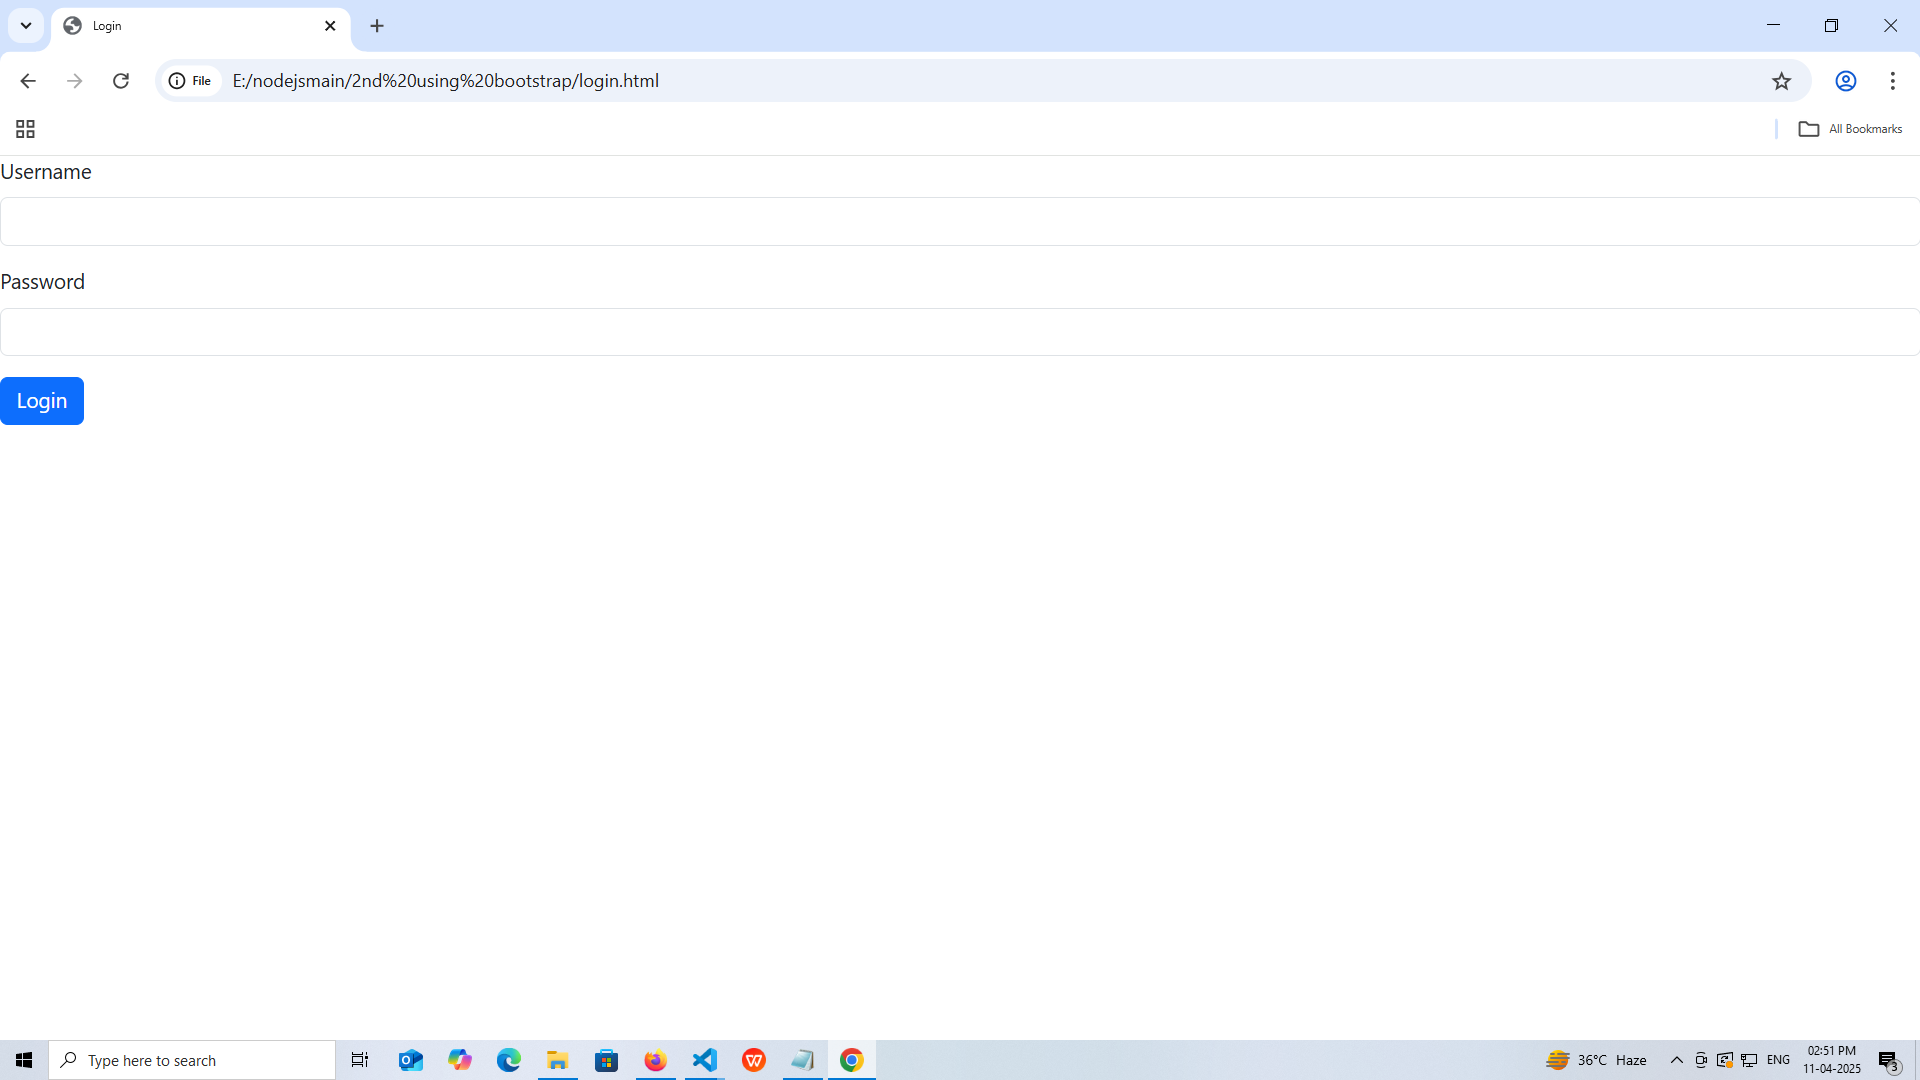 Login
File
E:/nodejsmain/2nd%20using%20bootstrap/login.html
All Bookmarks
Username
Password
Login
Type here to search
36°C Haze
ENG
02:51 PM
11-04-2025
3